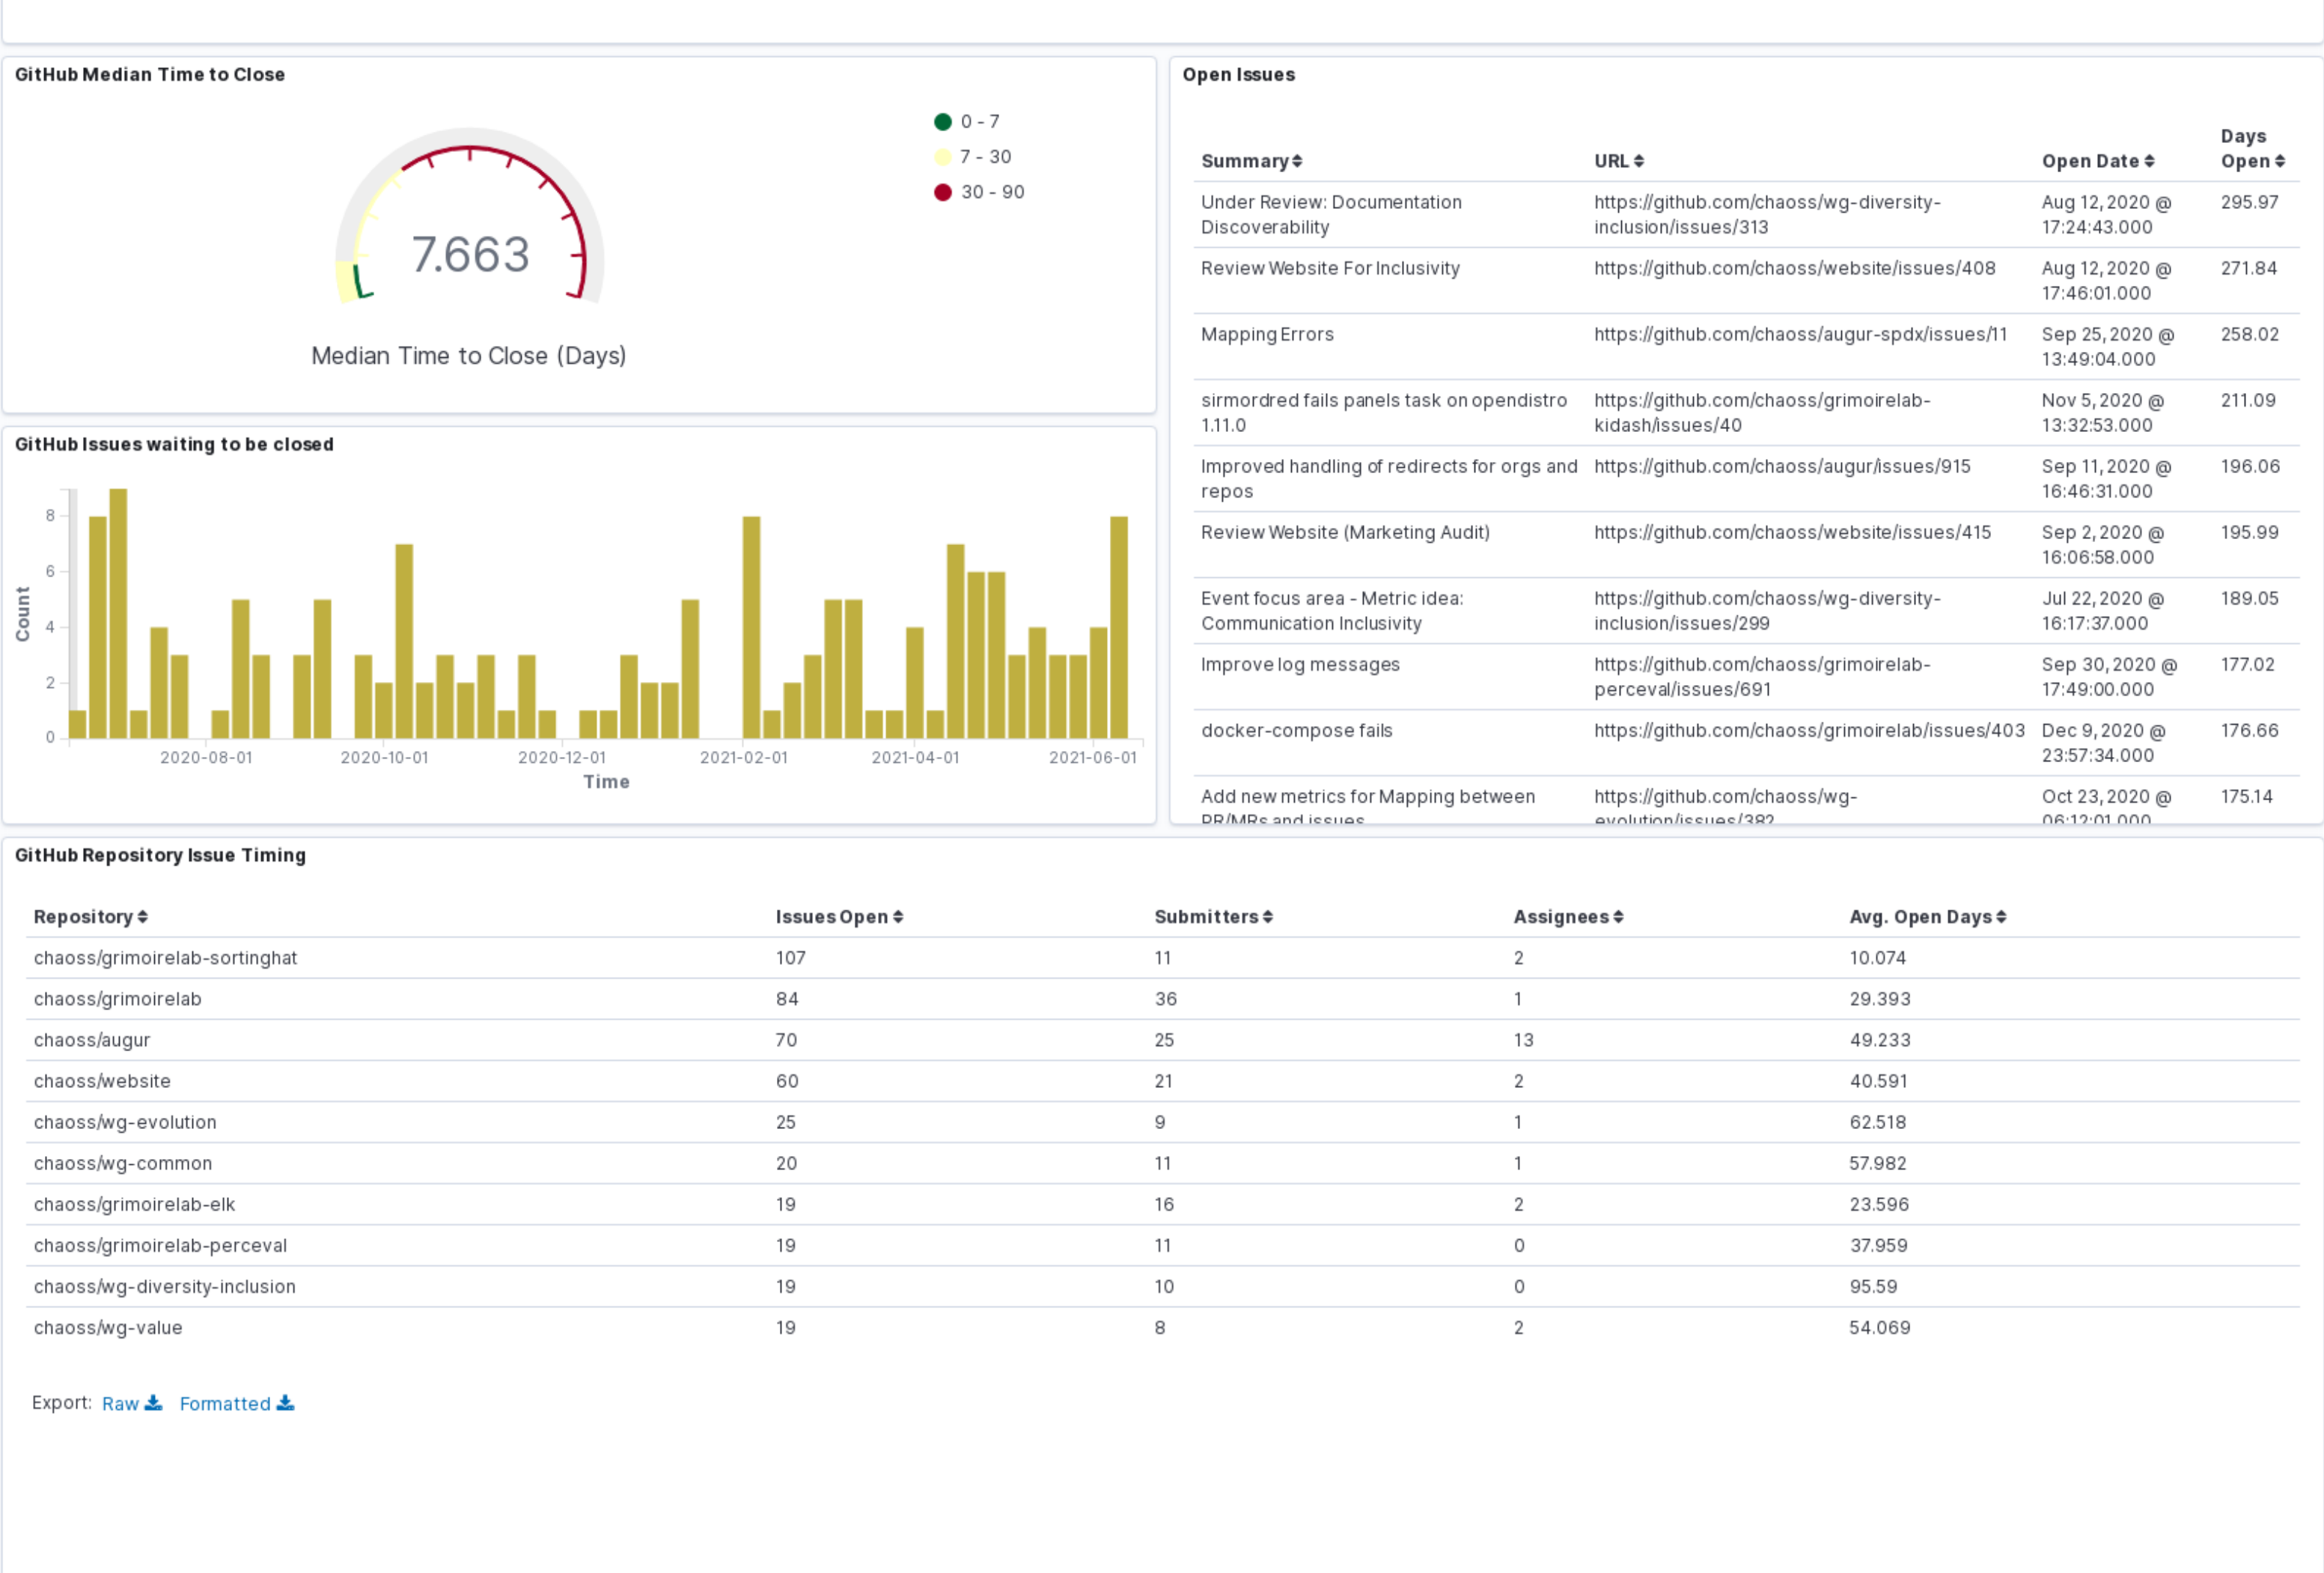 GitHub Median Time to Close
0 - 7
7 - 30
30 - 90
7.663
Median Time to Close (Days)
GitHub Issues waiting to be closed
8
6
4
2
0
Count
2020-08-01 2020-10-01 2020-12-01 2021-02-01 2021-04-01 2021-06-01
Time
Open Issues
Days
Summary URL Open Date Open
Under Review: Documentation https://github.com/chaoss/wg-diversity- Aug 12, 2020 @ 295.97
Discoverability inclusion/issues/313 17:24:43.000
Review Website For Inclusivity https://github.com/chaoss/website/issues/408 Aug 12, 2020 @ 271.84
17:46:01.000
Mapping Errors https://github.com/chaoss/augur-spdx/issues/11 Sep 25, 2020 @ 258.02
13:49:04.000
sirmordred fails panels task on opendistro https://github.com/chaoss/grimoirelab- Nov 5, 2020 @ 211.09
1.11.0 kidash/issues/40 13:32:53.000
Improved handling of redirects for orgs and https://github.com/chaoss/augur/issues/915 Sep 11, 2020 @ 196.06
repos 16:46:31.000
Review Website (Marketing Audit) https://github.com/chaoss/website/issues/415 Sep 2, 2020 @ 195.99
16:06:58.000
Event focus area - Metric idea: https://github.com/chaoss/wg-diversity- Jul 22, 2020 @ 189.05
Communication Inclusivity inclusion/issues/299 16:17:37.000
Improve log messages https://github.com/chaoss/grimoirelab- Sep 30, 2020 @ 177.02
perceval/issues/691 17:49:00.000
docker-compose fails https://github.com/chaoss/grimoirelab/issues/403 Dec 9, 2020 @ 176.66
23:57:34.000
Add new metrics for Mapping between https://github.com/chaoss/wg- Oct 23, 2020 @ 175.14
PR/MRs and issues evolution/issues/382 06:12:01.000
GitHub Repository Issue Timing
Repository Issues Open Submitters Assignees Avg. Open Days
chaoss/grimoirelab-sortinghat 107 11 2 10.074
chaoss/grimoirelab 84 36 1 29.393
chaoss/augur 70 25 13 49.233
chaoss/website 60 21 2 40.591
chaoss/wg-evolution 25 9 1 62.518
chaoss/wg-common 20 11 1 57.982
chaoss/grimoirelab-elk 19 16 2 23.596
chaoss/grimoirelab-perceval 19 11 0 37.959
chaoss/wg-diversity-inclusion 19 10 0 95.59
chaoss/wg-value 19 8 2 54.069
Export: Raw Formatted